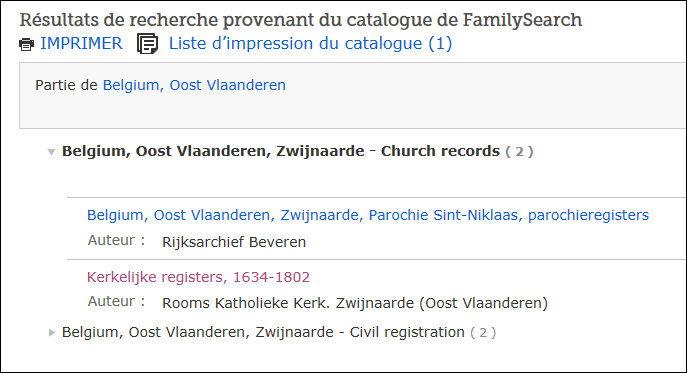 Résultats de recherche provenant du catalogue de FamilySearch
IMPRIMER Liste d’impression du catalogue (1)
Partie de Belgium, Oost Vlaanderen
Belgium, Oost Vlaanderen, Zwijnaarde - Church records ( 2 )
Belgium, Oost Vlaanderen, Zwijnaarde, Parochie Sint-Niklaas, parochieregisters
Auteur : Rijksarchief Beveren
Kerkelijke registers, 1634-1802
Auteur : Rooms Katholieke Kerk. Zwijnaarde (Oost Vlaanderen)
Belgium, Oost Vlaanderen, Zwijnaarde - Civil registration ( 2 )